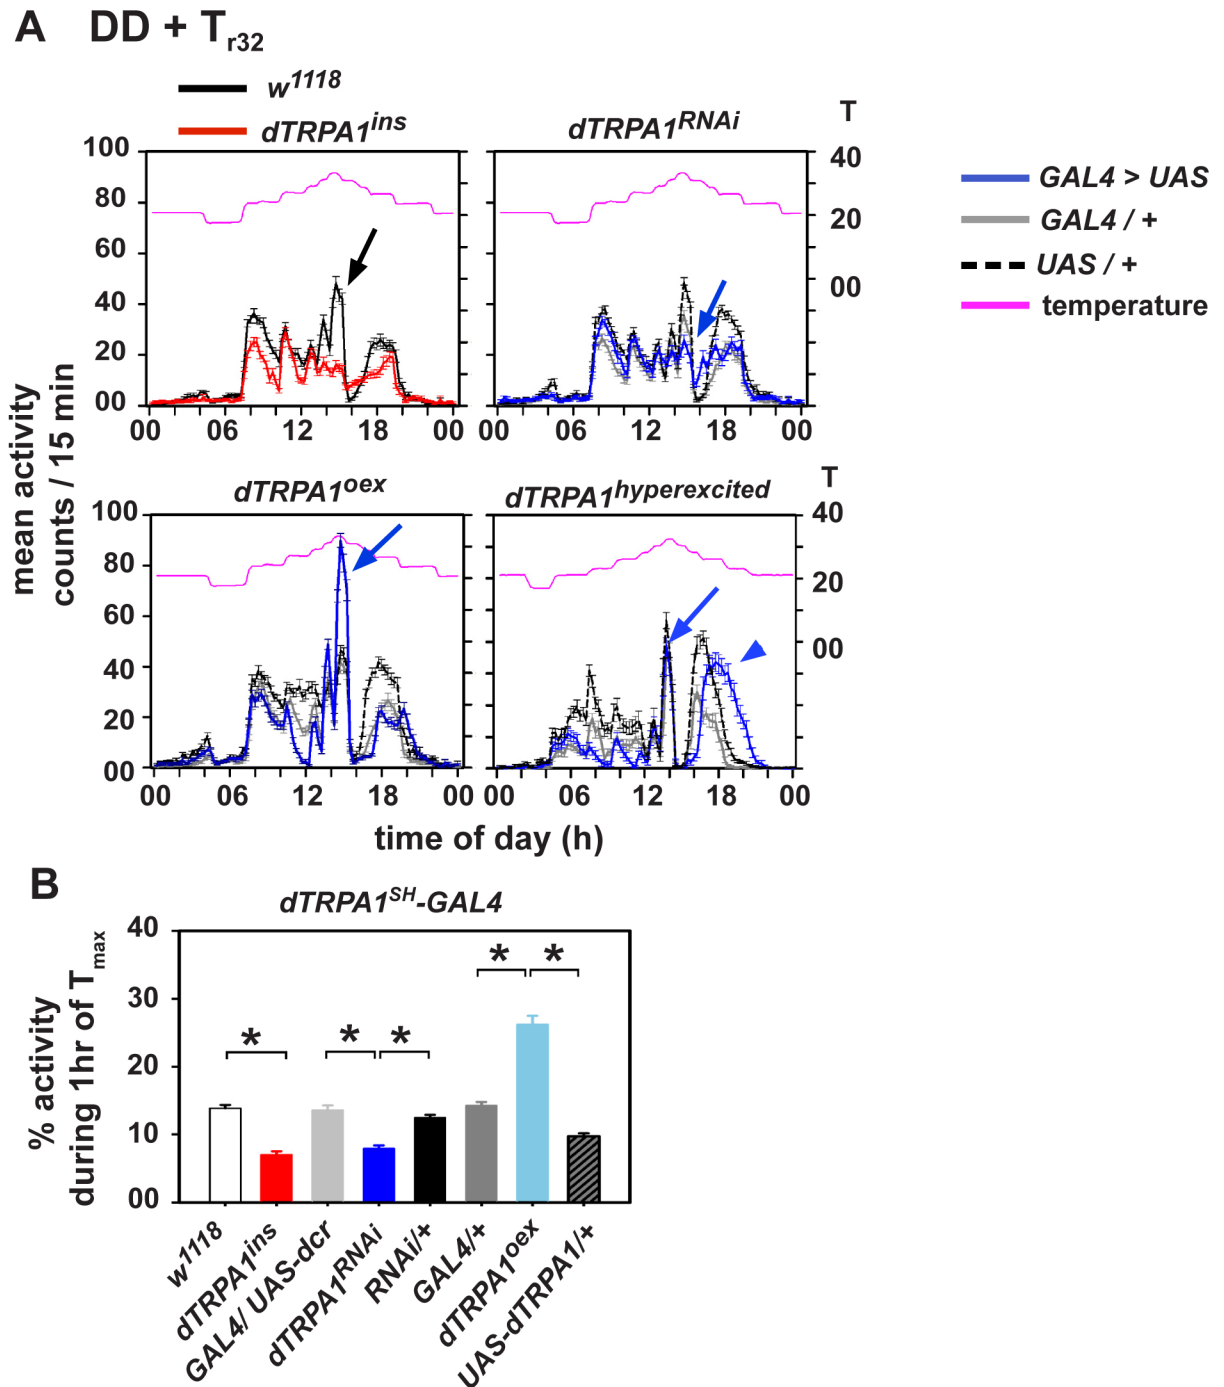 A DD + Tr32
w1118
dTRPA1ins
dTRPA1RNAi
T
GAL4 > UAS
GAL4 / +
UAS / +
temperature
100
80
60
40
20
00
40
20
00
00 06 12 18 00
00 06 12 18 00
mean activity
counts / 15 min
dTRPA1oex
dTRPA1hyperexcited
T
100
80
60
40
20
00
40
20
00
00 06 12 18 00
00 06 12 18 00
time of day (h)
B
dTRPA1SH-GAL4
% activity
during 1hr of Tmax
40
30
20
10
00
* * * * *
w1118
dTRPA1ins
GAL4/ UAS-dcr
dTRPA1RNAi
RNAi/+
GAL4/+
dTRPA1oex
UAS-dTRPA1/+